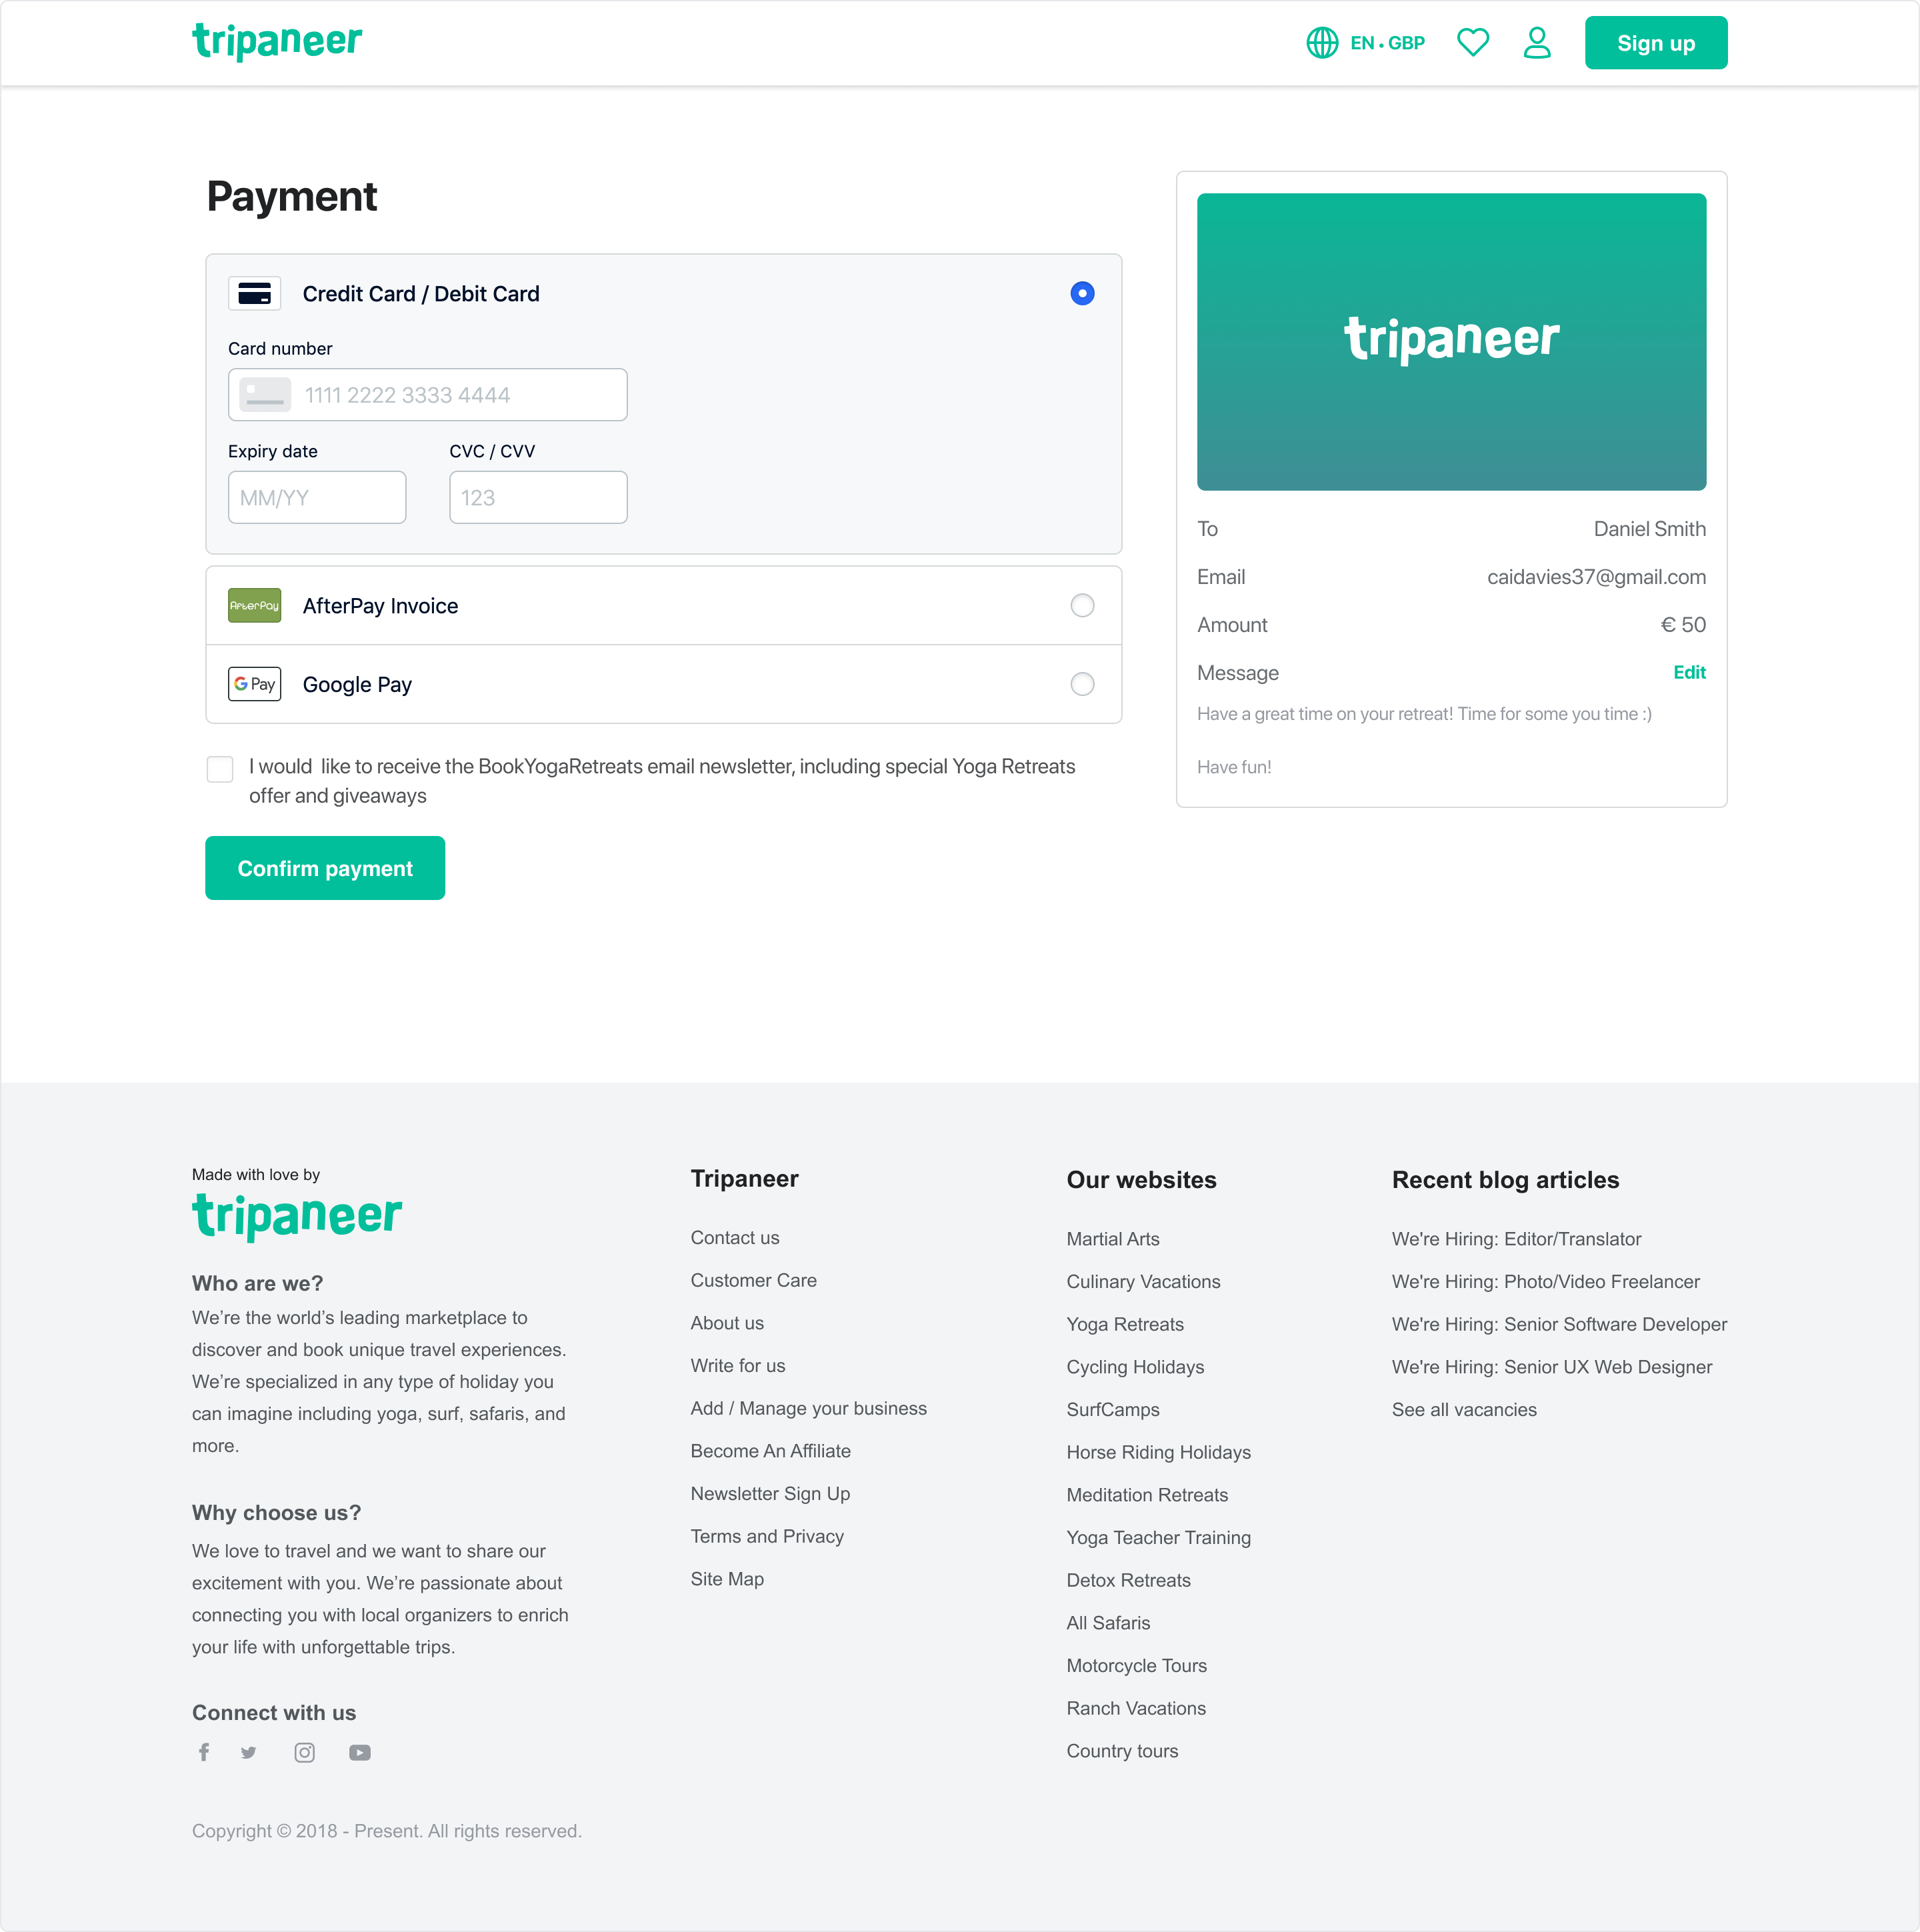 tripaneer
EN • GBP
Sign up
Payment
Credit Card / Debit Card
Card number
1111 2222 3333 4444
Expiry date
CVC / CVV
MM/YY
123
AfterPay
AfterPay Invoice
G Pay
Google Pay
I would  like to receive the BookYogaRetreats email newsletter, including special Yoga Retreats
offer and giveaways
Confirm payment
tripaneer
To
Daniel Smith
Email
caidavies37@gmail.com
Amount
€ 50
Message
Edit
Have a great time on your retreat! Time for some you time :)
Have fun!
Made with love by
tripaneer
Who are we?
We’re the world’s leading marketplace to
discover and book unique travel experiences.
We’re specialized in any type of holiday you
can imagine including yoga, surf, safaris, and
more.
Why choose us?
We love to travel and we want to share our
excitement with you. We’re passionate about
connecting you with local organizers to enrich
your life with unforgettable trips.
Connect with us
Copyright © 2018 - Present. All rights reserved.
Tripaneer
Contact us
Customer Care
About us
Write for us
Add / Manage your business
Become An Affiliate
Newsletter Sign Up
Terms and Privacy
Site Map
Our websites
Martial Arts
Culinary Vacations
Yoga Retreats
Cycling Holidays
SurfCamps
Horse Riding Holidays
Meditation Retreats
Yoga Teacher Training
Detox Retreats
All Safaris
Motorcycle Tours
Ranch Vacations
Country tours
Recent blog articles
We're Hiring: Editor/Translator
We're Hiring: Photo/Video Freelancer
We're Hiring: Senior Software Developer
We're Hiring: Senior UX Web Designer
See all vacancies